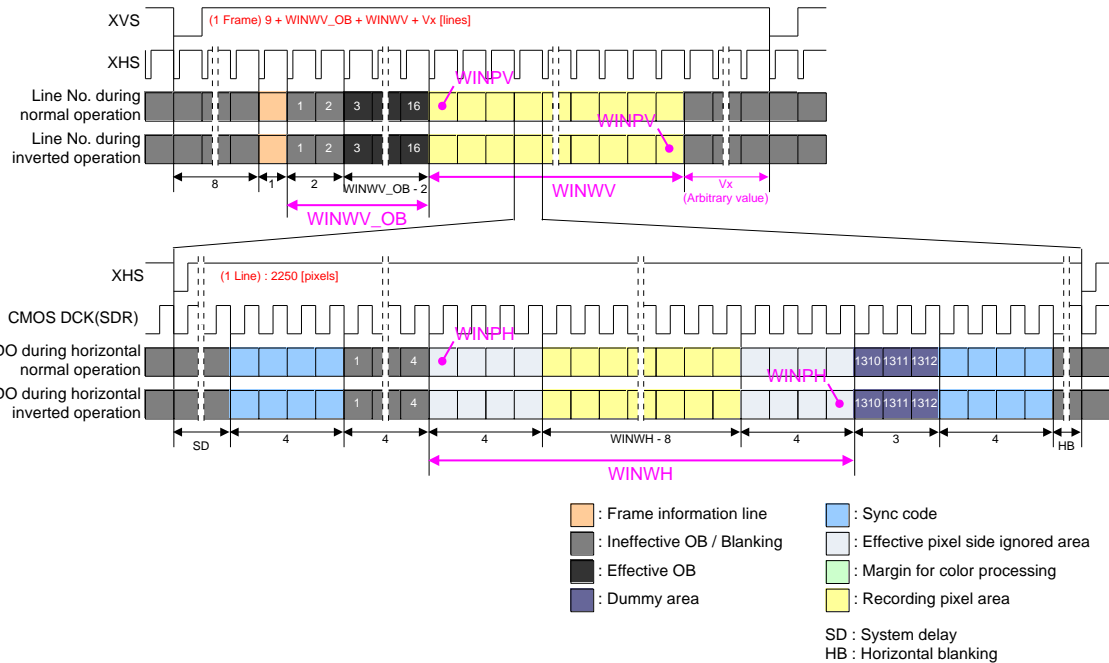 XVS
(1 Frame) 9 + WINWV_OB + WINWV + Vx [lines]
XHS
Line No. during
normal operation
1 2 3 16
WINPV
Line No. during
inverted operation
1 2 3 16
WINPV
8 1 2 WINWV_OB - 2
WINWV_OB
WINWV
Vx
(Arbitrary value)
XHS
(1 Line) : 2250 [pixels]
CMOS DCK(SDR)
DO during horizontal
normal operation
1 4
WINPH
1310 1311 1312
DO during horizontal
inverted operation
1 4
WINPH
1310 1311 1312
SD 4 4 4 WINWH - 8 4 3 4 HB
WINWH
: Frame information line
: Ineffective OB / Blanking
: Effective OB
: Dummy area
: Sync code
: Effective pixel side ignored area
: Margin for color processing
: Recording pixel area
SD : System delay
HB : Horizontal blanking